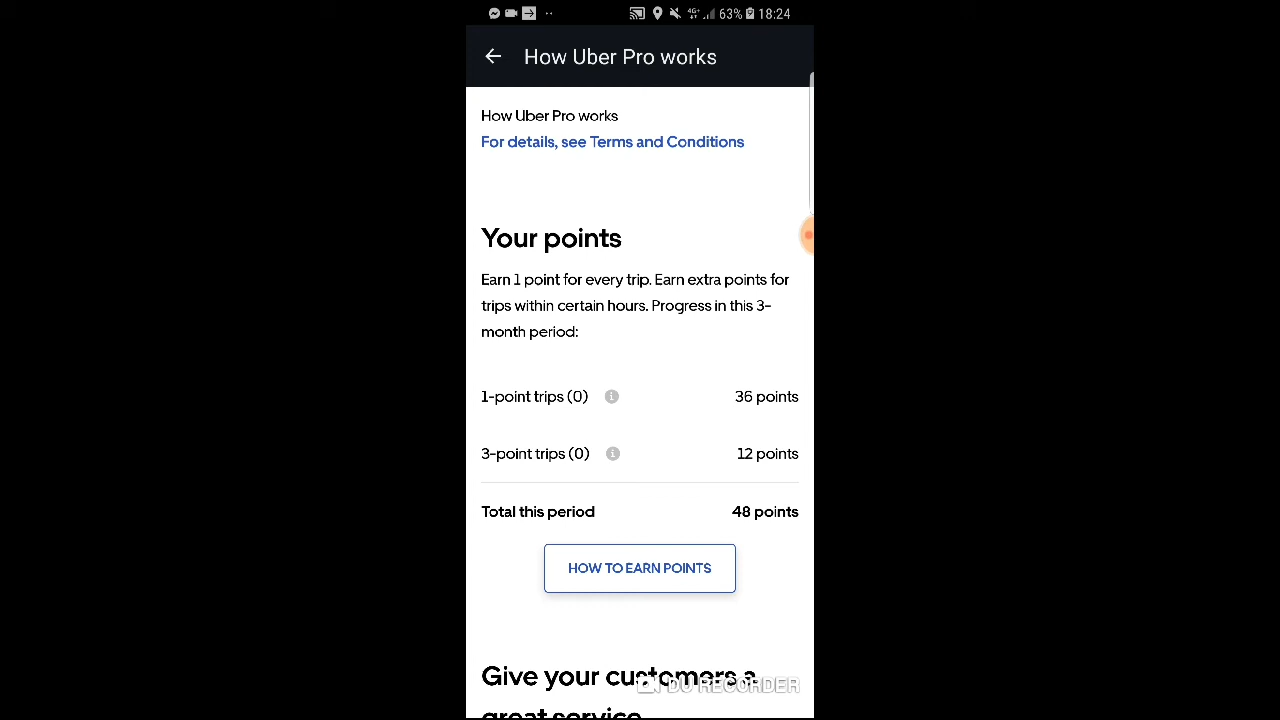 4G+ 63% 18:24
How Uber Pro works
How Uber Pro works
For details, see Terms and Conditions
Your points
Earn 1 point for every trip. Earn extra points for
trips within certain hours. Progress in this 3-
month period:
1-point trips (0) 36 points
3-point trips (0) 12 points
Total this period 48 points
HOW TO EARN POINTS
Give your customers a
DU RECORDER
great service